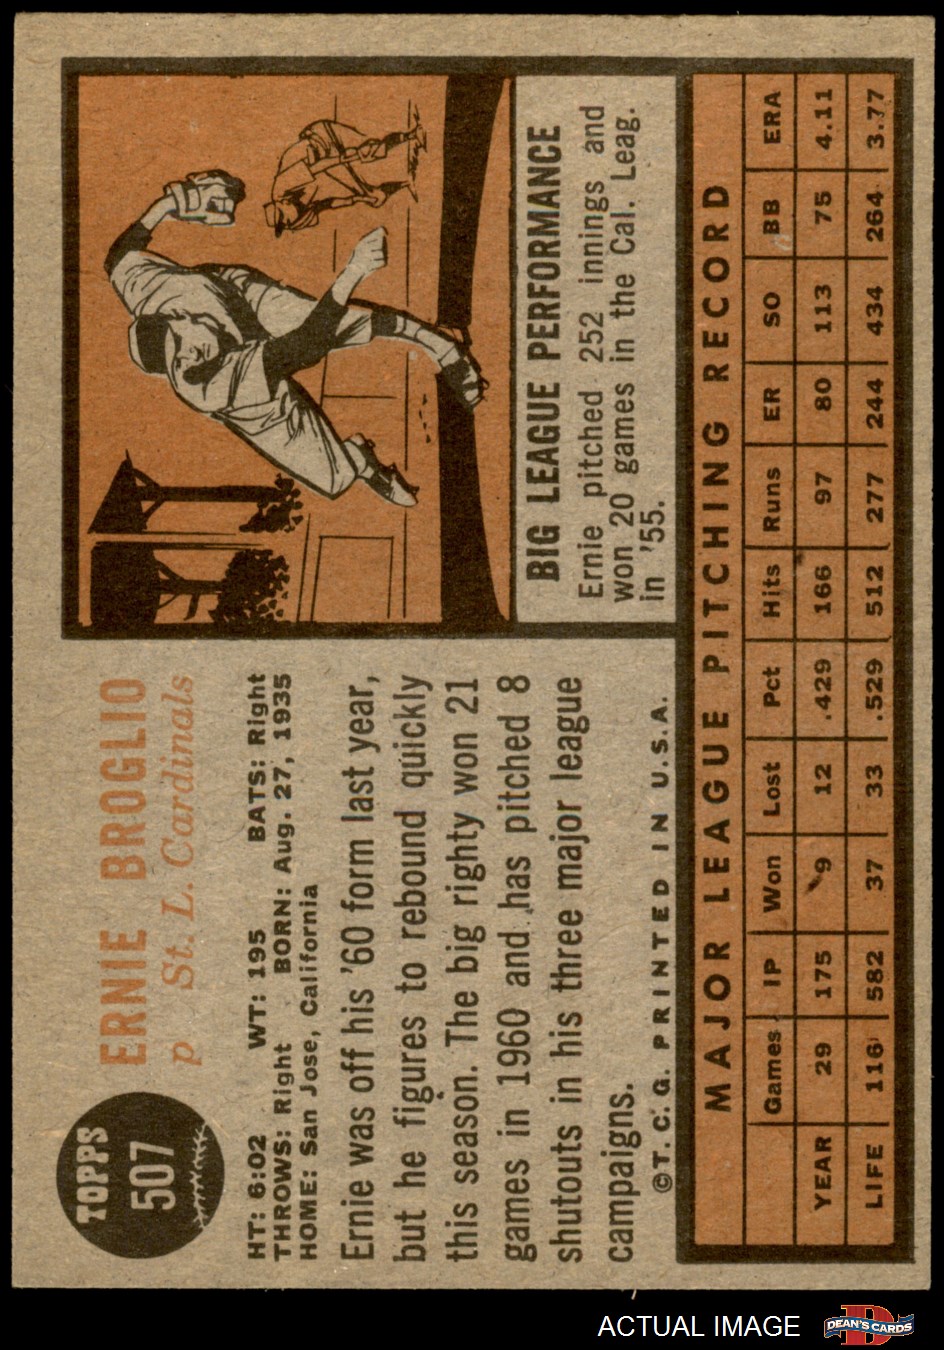 TOPPS
507
ERNIE BROGLIO
p St. L. Cardinals
HT: 6:02 WT: 195 BATS: Right
THROWS: Right BORN: Aug. 27, 1935
HOME: San Jose, California
Ernie was off his '60 form last year,
but he figures to rebound quickly
this season. The big righty won 21
games in 1960 and has pitched 8
shutouts in his three major league
campaigns.
©T. C. G. PRINTED IN U.S.A.
BIG LEAGUE PERFORMANCE
Ernie pitched 252 innings and
won 20 games in the Cal. Leag.
in '55.
MAJOR LEAGUE PITCHING RECORD
Games IP Won Lost Pct Hits Runs ER SO BB ERA
YEAR 29 175 9 12 .429 166 97 80 113 75 4.11
LIFE 116 582 37 33 .529 512 277 244 434 264 3.77
ACTUAL IMAGE
D
DEAN'S CARDS